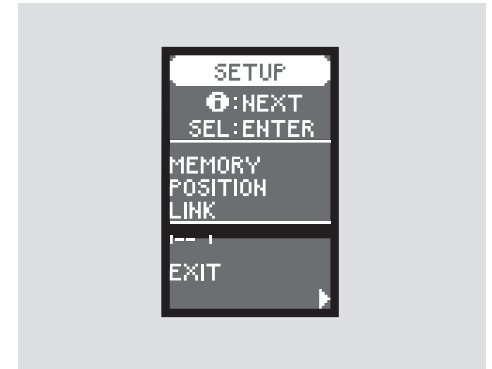 SETUP
ℹ:NEXT
SEL:ENTER
MEMORY
POSITION
LINK
EXIT